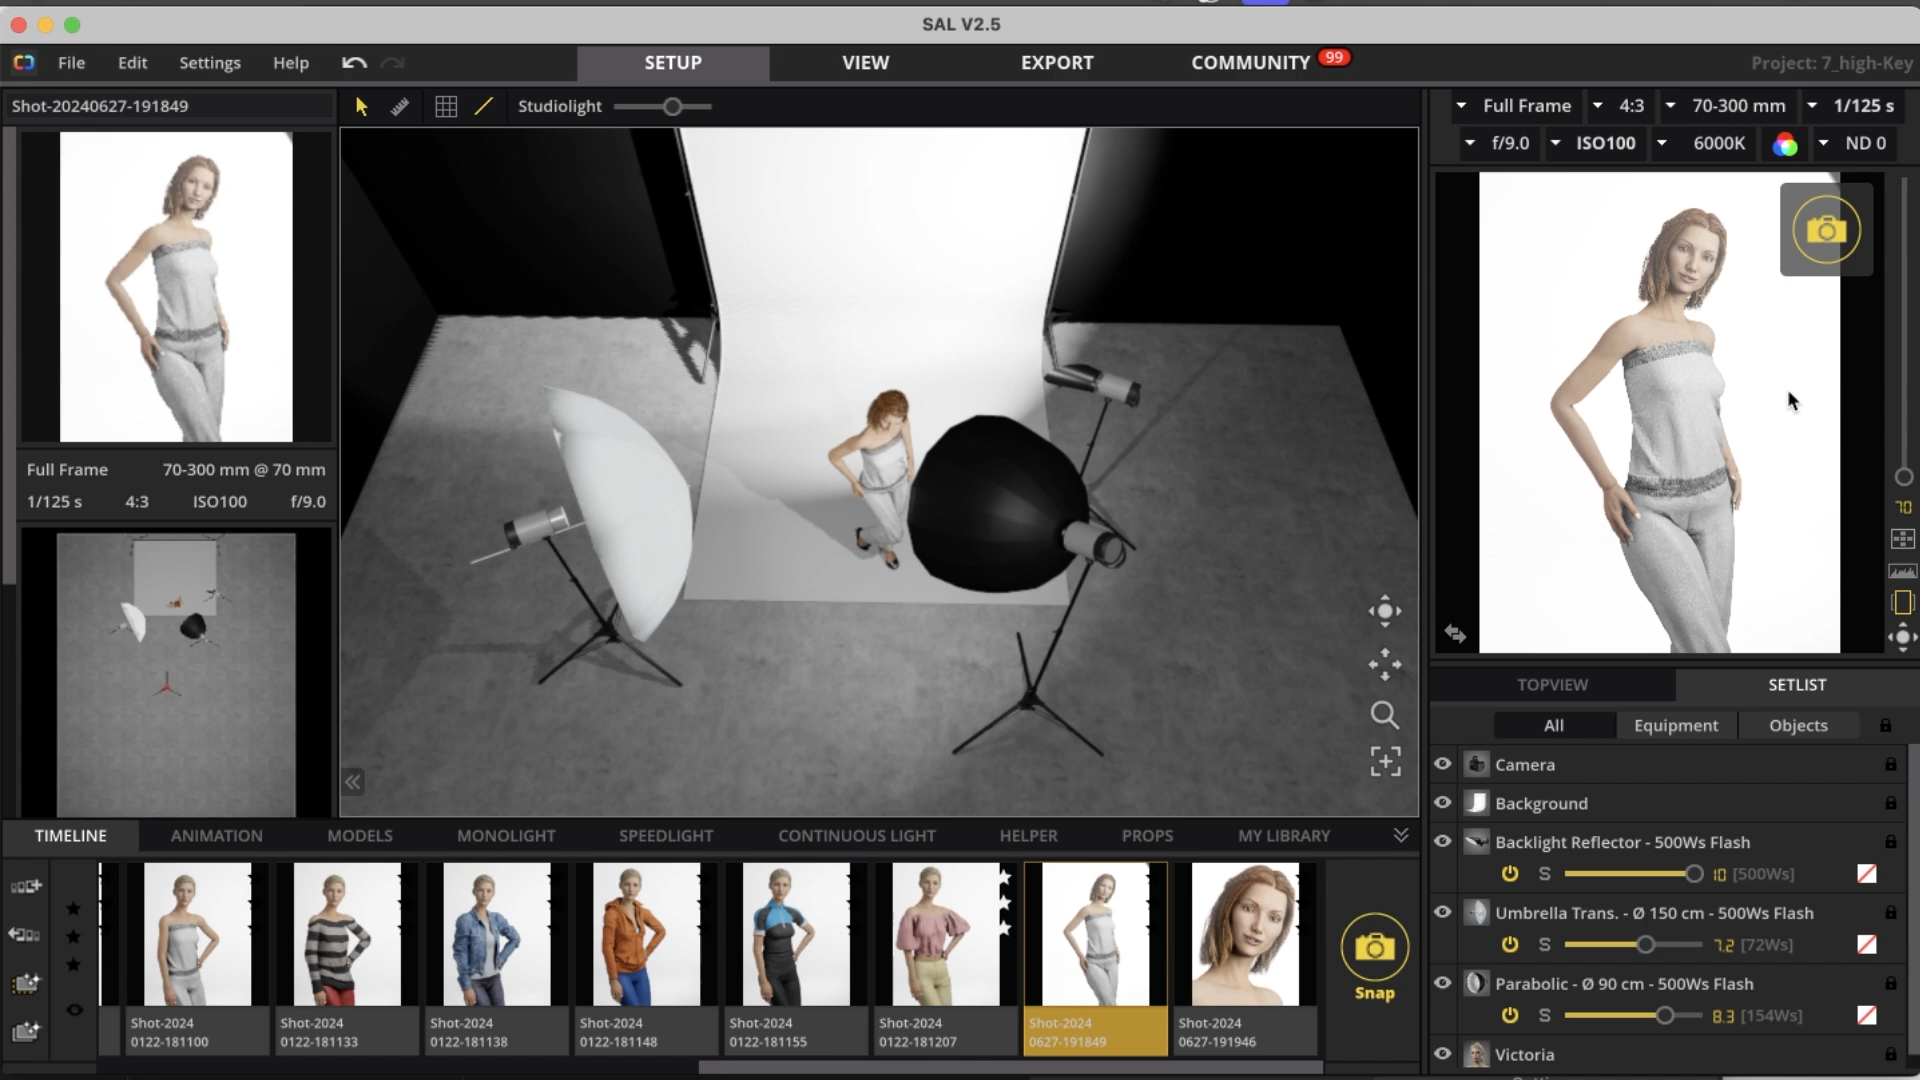 SAL V2.5
File Edit Settings Help SETUP VIEW EXPORT COMMUNITY 99 Project: 7_high-Key
Shot-20240627-191849
Studiolight
Full Frame 4:3 70-300 mm 1/125 s
f/9.0 ISO100 6000K ND 0
Full Frame 70-300 mm @ 70 mm
1/125 s 4:3 ISO100 f/9.0
70
TOPVIEW SETLIST
All Equipment Objects
Camera
Background
Backlight Reflector - 500Ws Flash
S 10 [500Ws]
Umbrella Trans. - Ø 150 cm - 500Ws Flash
S 7.2 [72Ws]
Parabolic - Ø 90 cm - 500Ws Flash
S 8.3 [154Ws]
Victoria
TIMELINE ANIMATION MODELS MONOLIGHT SPEEDLIGHT CONTINUOUS LIGHT HELPER PROPS MY LIBRARY
Shot-2024
0122-181100
Shot-2024
0122-181133
Shot-2024
0122-181138
Shot-2024
0122-181148
Shot-2024
0122-181155
Shot-2024
0122-181207
Shot-2024
0627-191849
Shot-2024
0627-191946
Snap